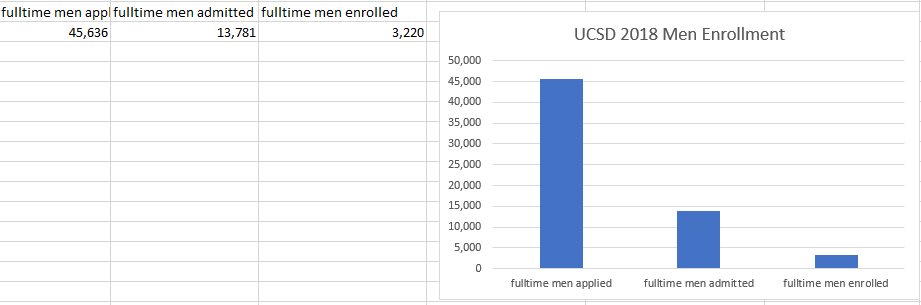 fulltime men appl fulltime men admitted fulltime men enrolled
45,636 13,781 3,220
UCSD 2018 Men Enrollment
50,000
45,000
40,000
35,000
30,000
25,000
20,000
15,000
10,000
5,000
0
fulltime men applied fulltime men admitted fulltime men enrolled